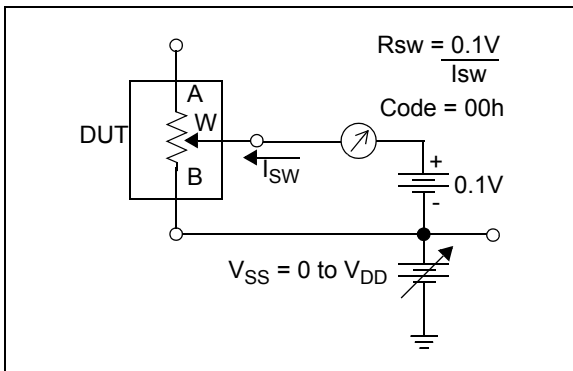 Rsw = 0.1V
Isw
Code = 00h
A
DUT
W
B
ISW
+
0.1V
-
VSS = 0 to VDD